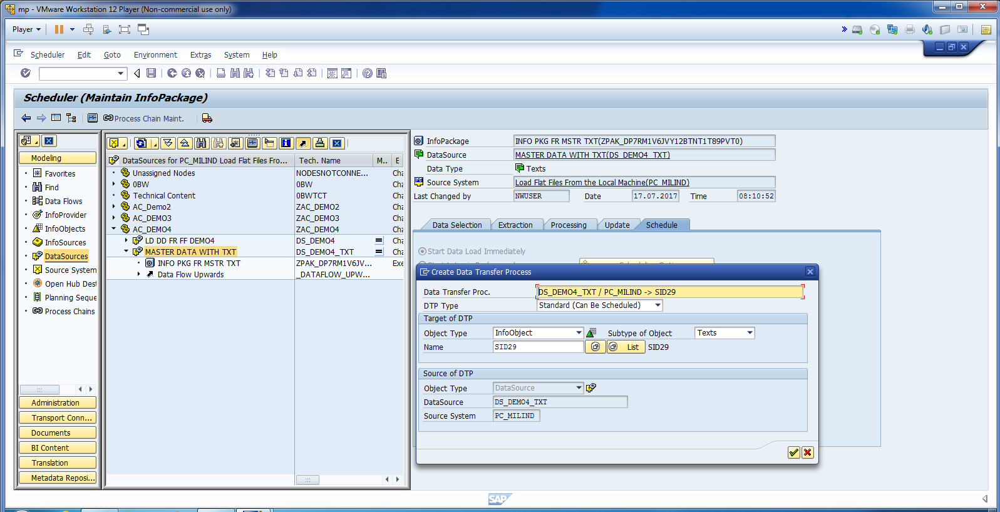 mp - VMware Workstation 12 Player (Non-commercial use only)
Player
Scheduler Edit Goto Environment Extras System Help
Scheduler (Maintain InfoPackage)
Process Chain Maint.
Modeling
Favorites
Find
Data Flows
InfoProvider
InfoObjects
InfoSources
DataSources
Source System
Open Hub Dest
Planning Seque
Process Chains
Administration
Transport Conn...
Documents
BI Content
Translation
Metadata Reposi...
DataSources for PC_MILIND Load Flat Files Fro... Tech. Name M.. E
Unassigned Nodes NODESNOTCONNE... Cha
0BW 0BW Cha
Technical Content 0BWTCT Cha
AC_Demo2 ZAC_DEMO2 Cha
AC_DEMO3 ZAC_DEMO3 Cha
AC_DEMO4 ZAC_DEMO4 Cha
LD DD FR FF DEMO4 DS_DEMO4 Cha
MASTER DATA WITH TXT DS_DEMO4_TXT Cha
INFO PKG FR MSTR TXT ZPAK_DP7RM1V6JV... Exe
Data Flow Upwards _DATAFLOW_UPW...
InfoPackage INFO PKG FR MSTR TXT(ZPAK_DP7RM1V6JVY12BTNT1T89PVT0)
DataSource MASTER DATA WITH TXT(DS_DEMO4_TXT)
Data Type Texts
Source System Load Flat Files From the Local Machine(PC_MILIND)
Last Changed by NWUSER Date 17.07.2017 Time 08:10:52
Data Selection Extraction Processing Update Schedule
Start Data Load Immediately
Create Data Transfer Process
Data Transfer Proc. DS_DEMO4_TXT / PC_MILIND -> SID29
DTP Type Standard (Can Be Scheduled)
Target of DTP
Object Type InfoObject Subtype of Object Texts
Name SID29 List SID29
Source of DTP
Object Type DataSource
DataSource DS_DEMO4_TXT
Source System PC_MILIND
SAP